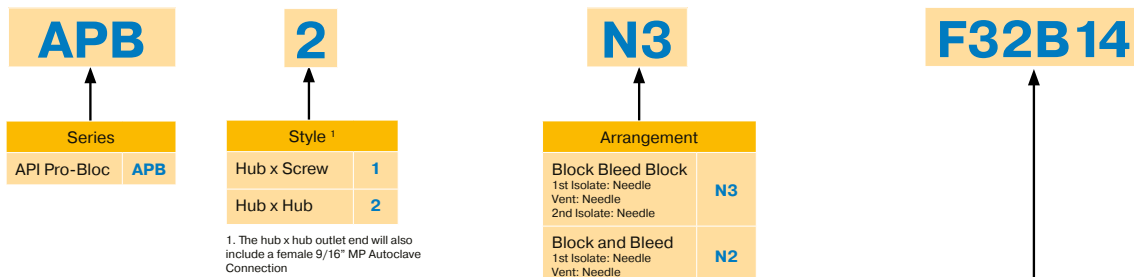 APB 2 N3 F32B14
Series
API Pro-Bloc APB
Style ¹
Hub x Screw 1
Hub x Hub 2
1. The hub x hub outlet end will also
include a female 9/16" MP Autoclave
Connection
Arrangement
Block Bleed Block
1st Isolate: Needle
Vent: Needle
2nd Isolate: Needle
N3
Block and Bleed
1st Isolate: Needle
Vent: Needle
N2